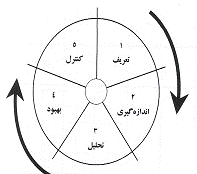 ۱
تعریف
۲
اندازه‌گیری
۳
تحلیل
۴
بهبود
۵
کنترل